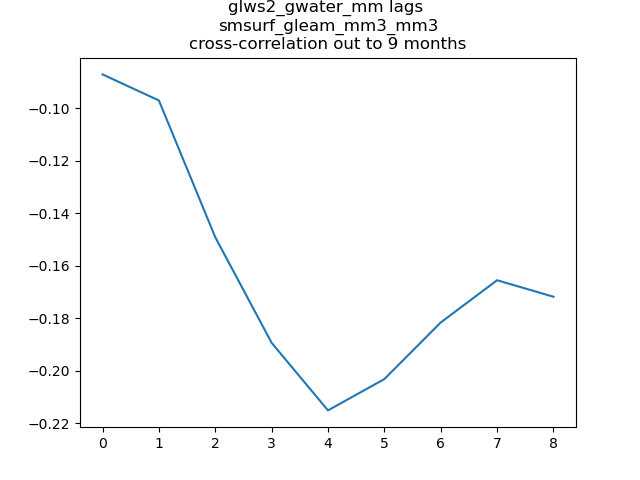 glws2_gwater_mm lags
smsurf_gleam_mm3_mm3
cross-correlation out to 9 months
−0.10
−0.12
−0.14
−0.16
−0.18
−0.20
−0.22
0 1 2 3 4 5 6 7 8